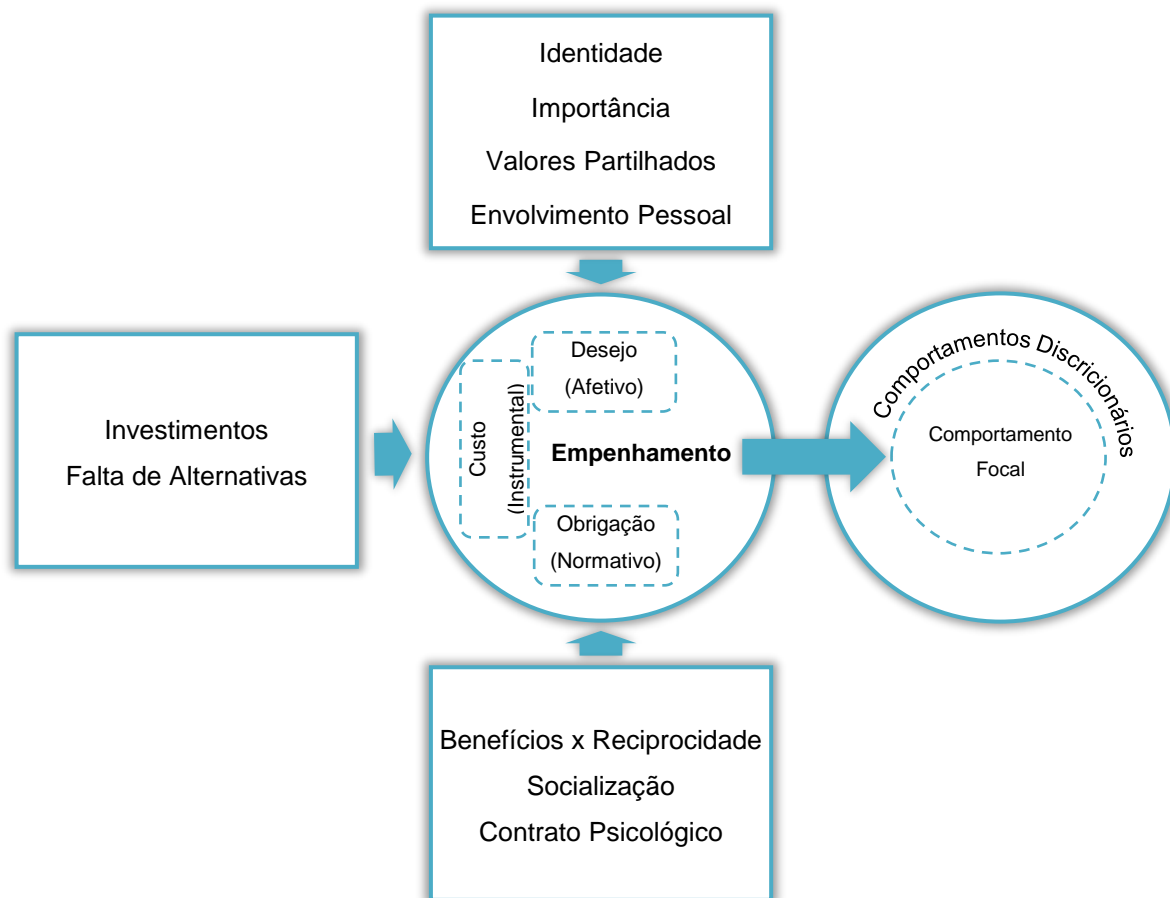 Identidade
Importância
Valores Partilhados
Envolvimento Pessoal
Investimentos
Falta de Alternativas
Custo
(Instrumental)
Desejo
(Afetivo)
Empenhamento
Obrigação
(Normativo)
Comportamentos Discricionários
Comportamento
Focal
Benefícios x Reciprocidade
Socialização
Contrato Psicológico